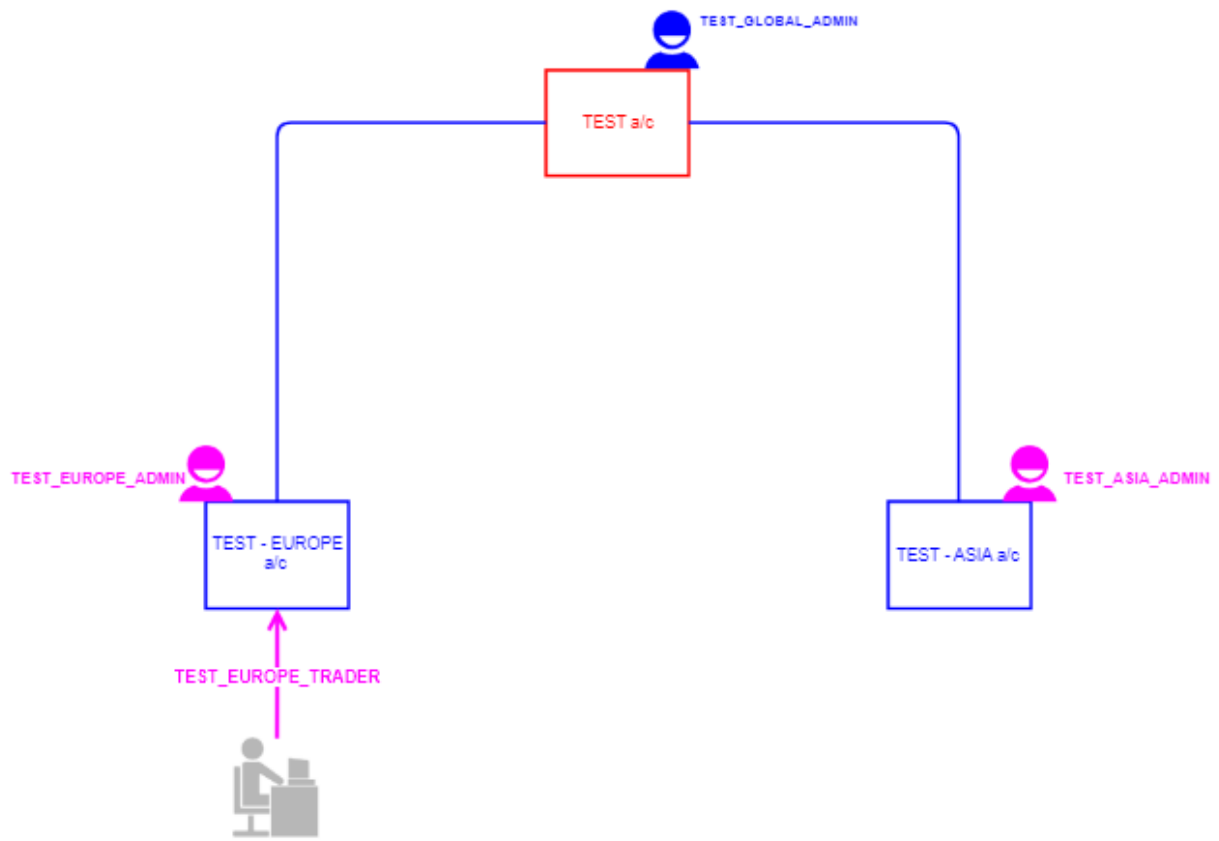 TEST_GLOBAL_ADMIN
TEST a/c
TEST_EUROPE_ADMIN
TEST_ASIA_ADMIN
TEST - EUROPE
a/c
TEST - ASIA a/c
TEST_EUROPE_TRADER